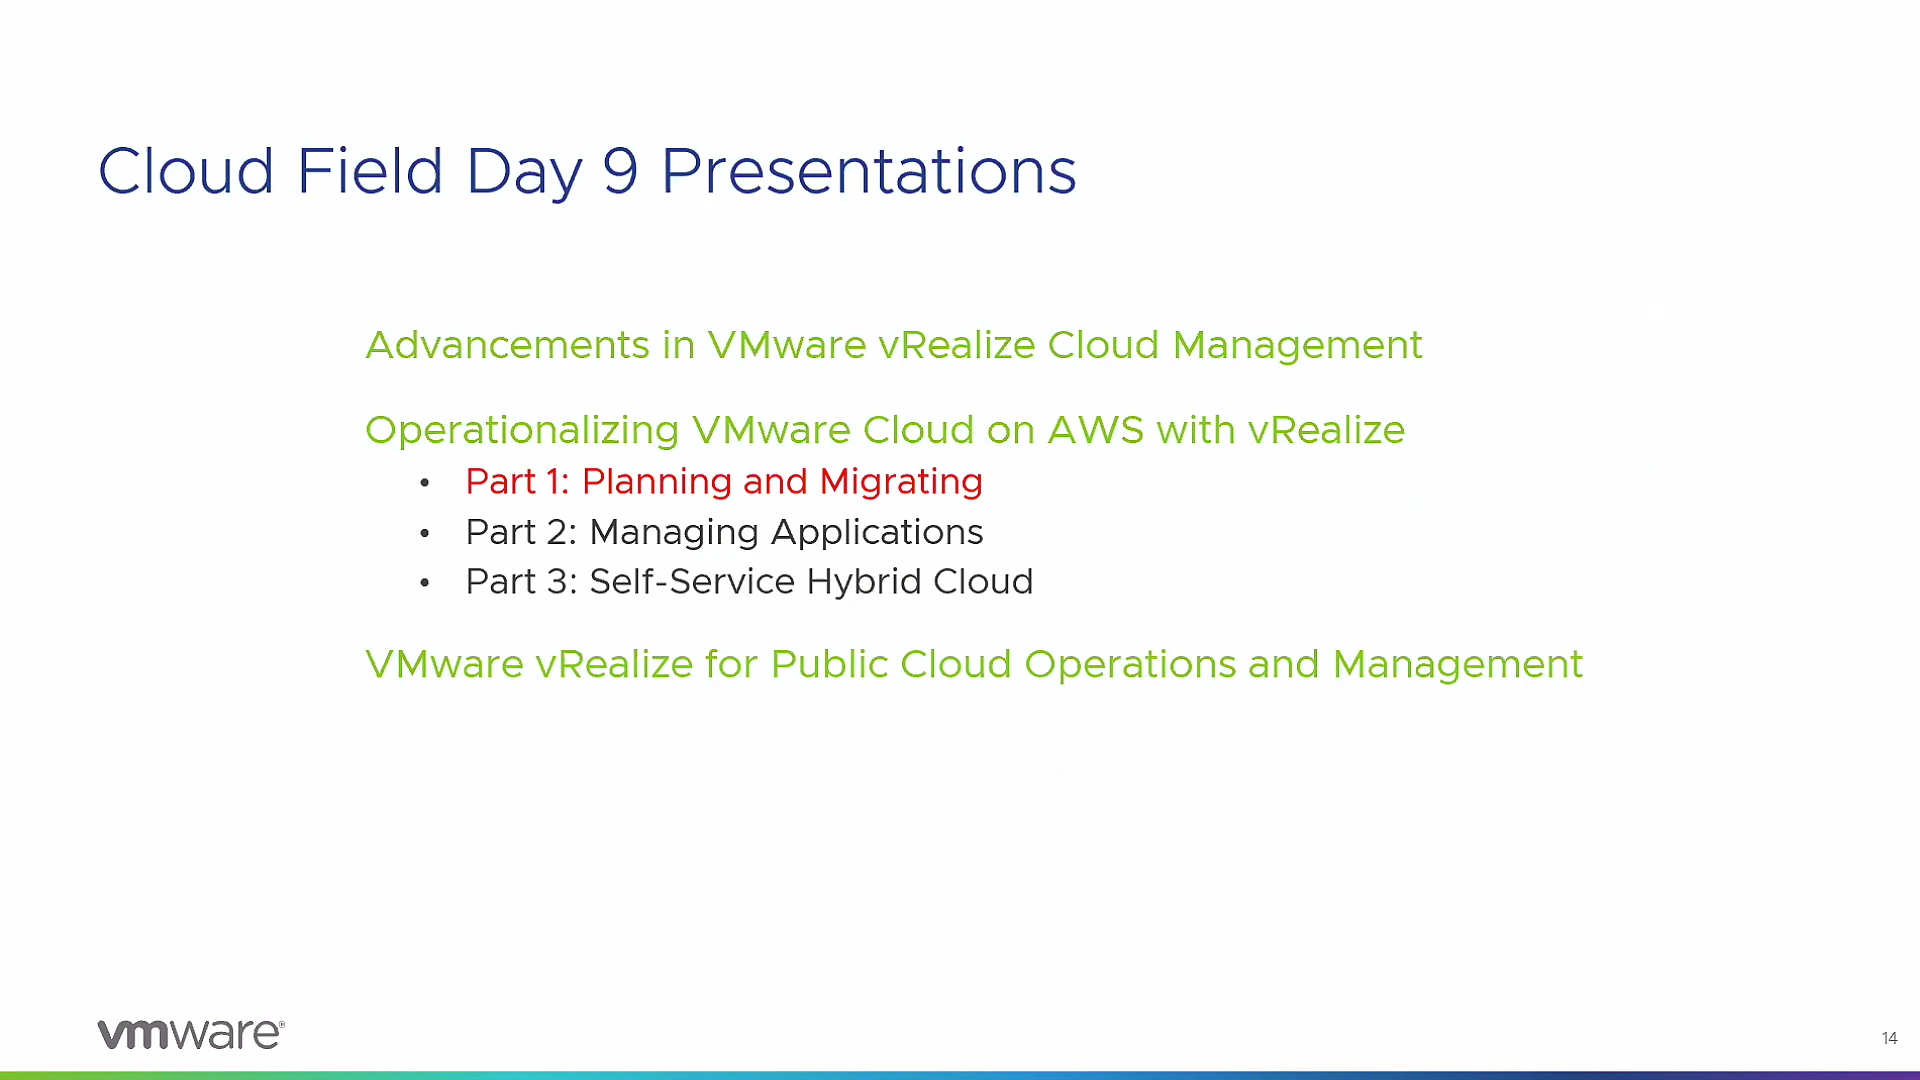 Cloud Field Day 9 Presentations
Advancements in VMware vRealize Cloud Management
Operationalizing VMware Cloud on AWS with vRealize
• Part 1: Planning and Migrating
• Part 2: Managing Applications
• Part 3: Self-Service Hybrid Cloud
VMware vRealize for Public Cloud Operations and Management
vmware®
14